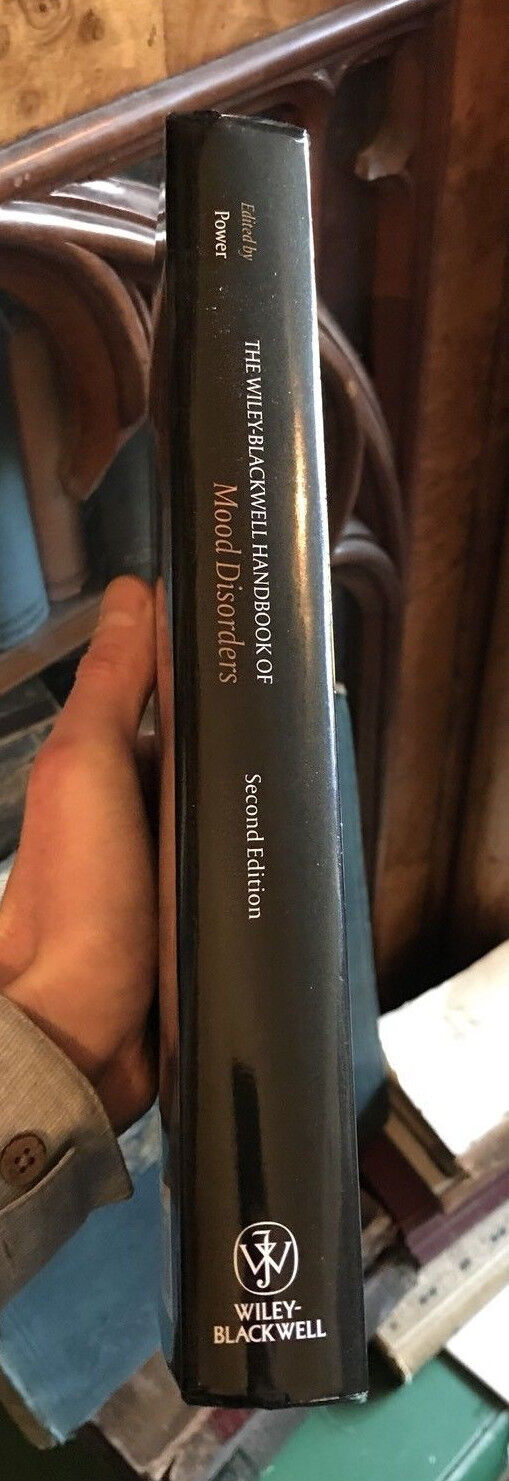 Edited by
Power
THE WILEY-BLACKWELL HANDBOOK OF
Mood Disorders
Second Edition
WILEY-
BLACKWELL